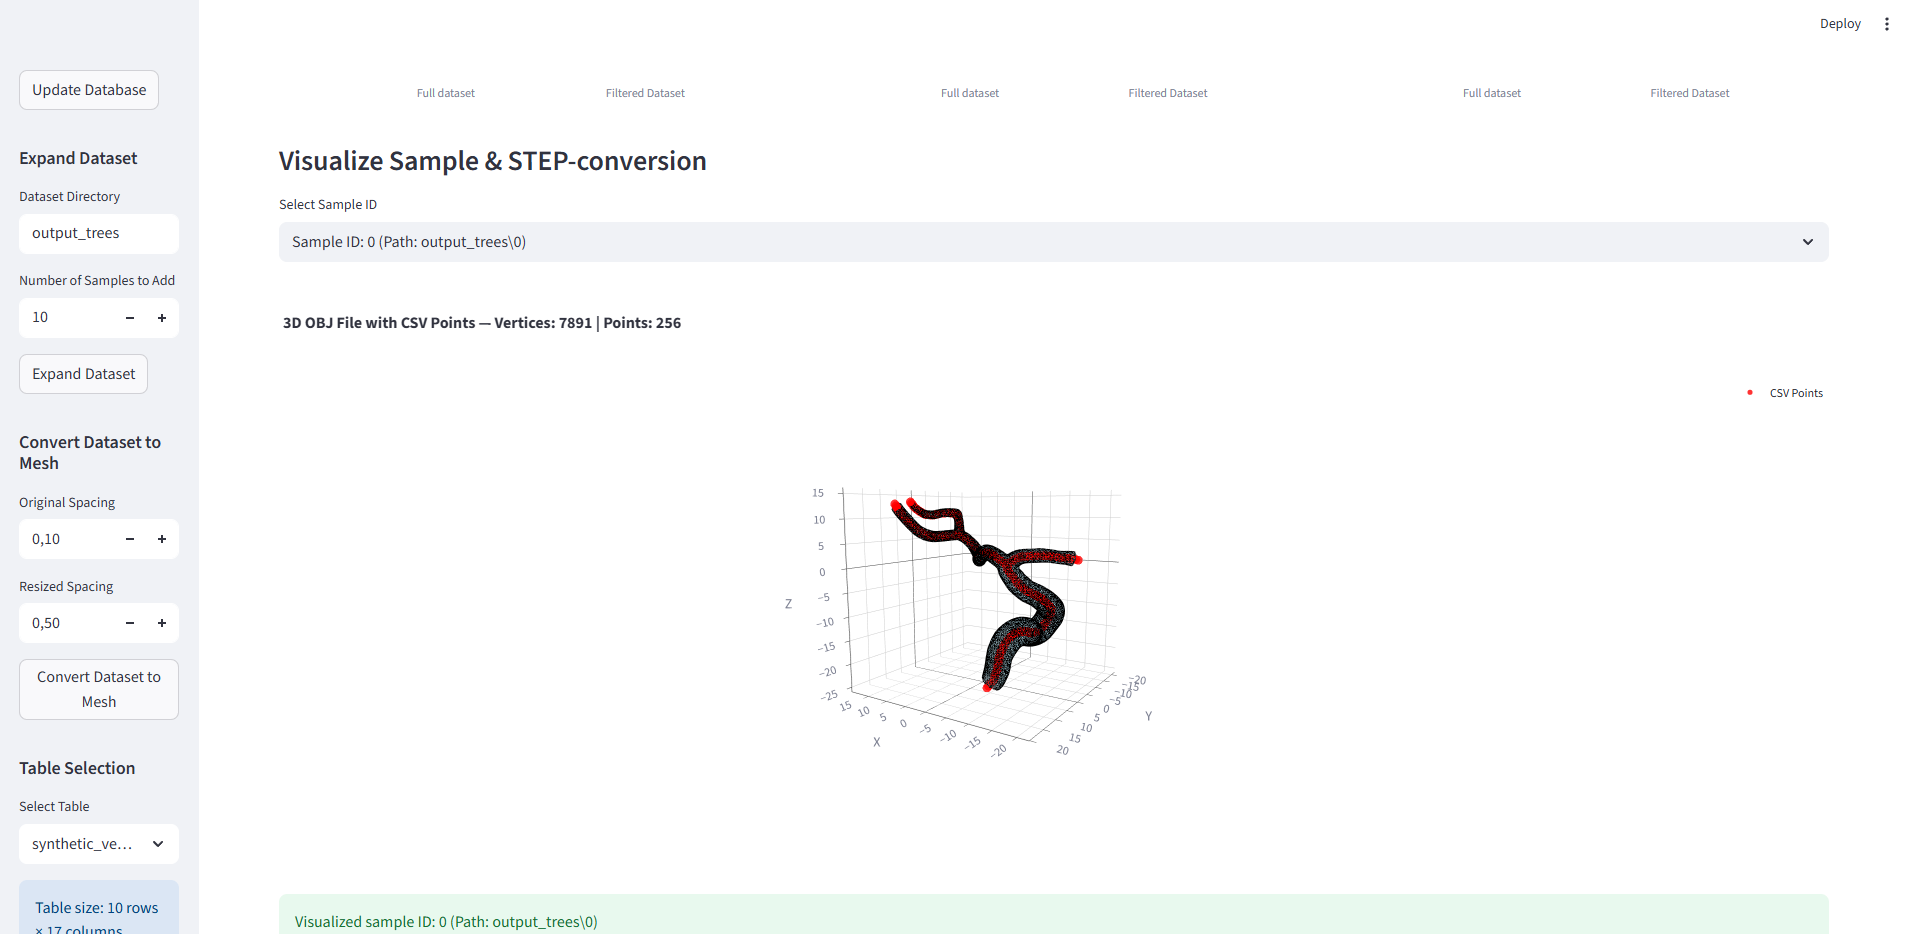 Deploy
Update Database
Expand Dataset
Dataset Directory
output_trees
Number of Samples to Add
10
Expand Dataset
Convert Dataset to
Mesh
Original Spacing
0,10
Resized Spacing
0,50
Convert Dataset to
Mesh
Table Selection
Select Table
synthetic_ve...
Table size: 10 rows
× 17 columns
Full dataset Filtered Dataset Full dataset Filtered Dataset Full dataset Filtered Dataset
Visualize Sample & STEP-conversion
Select Sample ID
Sample ID: 0 (Path: output_trees\0)
3D OBJ File with CSV Points — Vertices: 7891 | Points: 256
CSV Points
15
10
5
0
−5
−10
−15
−20
−25
Z
15
10
5
0
−5
−10
−15
−20
X
−20
−15
−10
−5
0
5
10
15
20
Y
Visualized sample ID: 0 (Path: output_trees\0)